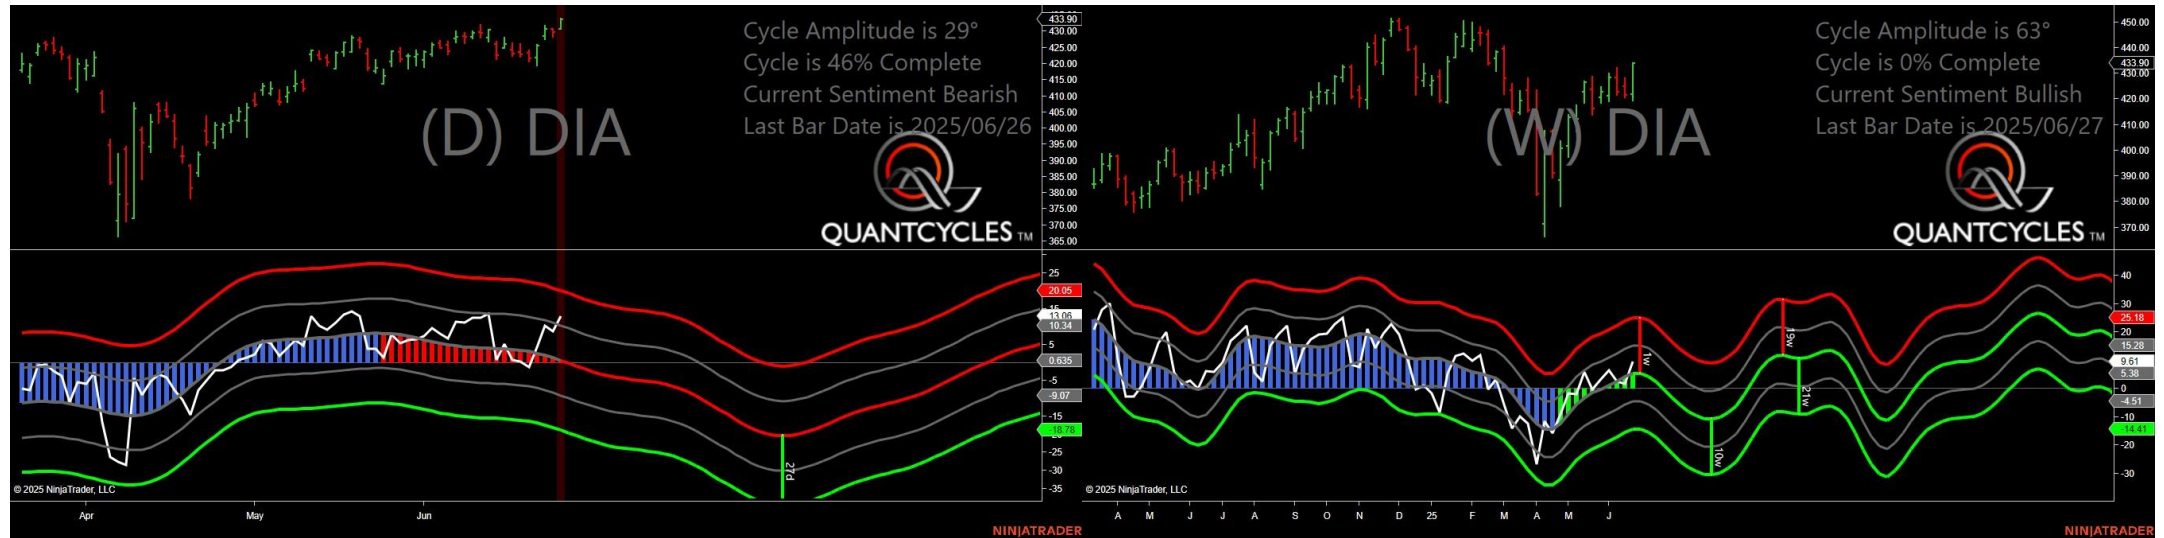 433.90
430.00
425.00
420.00
415.00
410.00
405.00
400.00
395.00
390.00
385.00
380.00
375.00
370.00
365.00
Cycle Amplitude is 29°
Cycle is 46% Complete
Current Sentiment Bearish
Last Bar Date is 2025/06/26
(D) DIA
QUANTCYCLES TM
25
20.05
15
13.06
10.34
5
0.635
-5
-9.07
-15
-18.78
-25
-30
-35
27d
© 2025 NinjaTrader, LLC
Apr May Jun
NINJATRADER
450.00
440.00
433.90
430.00
420.00
410.00
400.00
390.00
380.00
370.00
Cycle Amplitude is 63°
Cycle is 0% Complete
Current Sentiment Bullish
Last Bar Date is 2025/06/27
(W) DIA
QUANTCYCLES TM
40
30
25.18
20
15.28
9.61
5.38
0
-4.51
-10
-14.41
-20
-30
1w
10w
19w
21w
© 2025 NinjaTrader, LLC
A M J J A S O N D 25 F M A M J
NINJATRADER